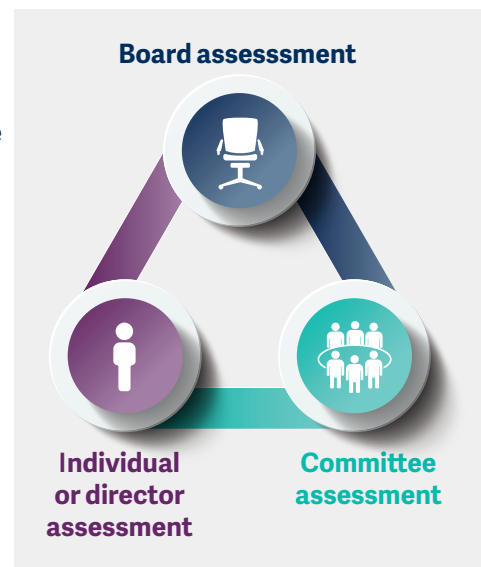 Board assesssment
Individual
or director
assessment
Committee
assessment